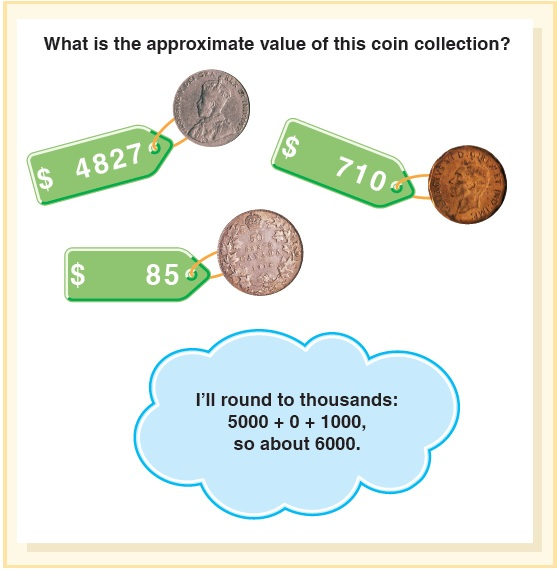 What is the approximate value of this coin collection?
$ 4827
$ 710
$ 85
I'll round to thousands:
5000 + 0 + 1000,
so about 6000.